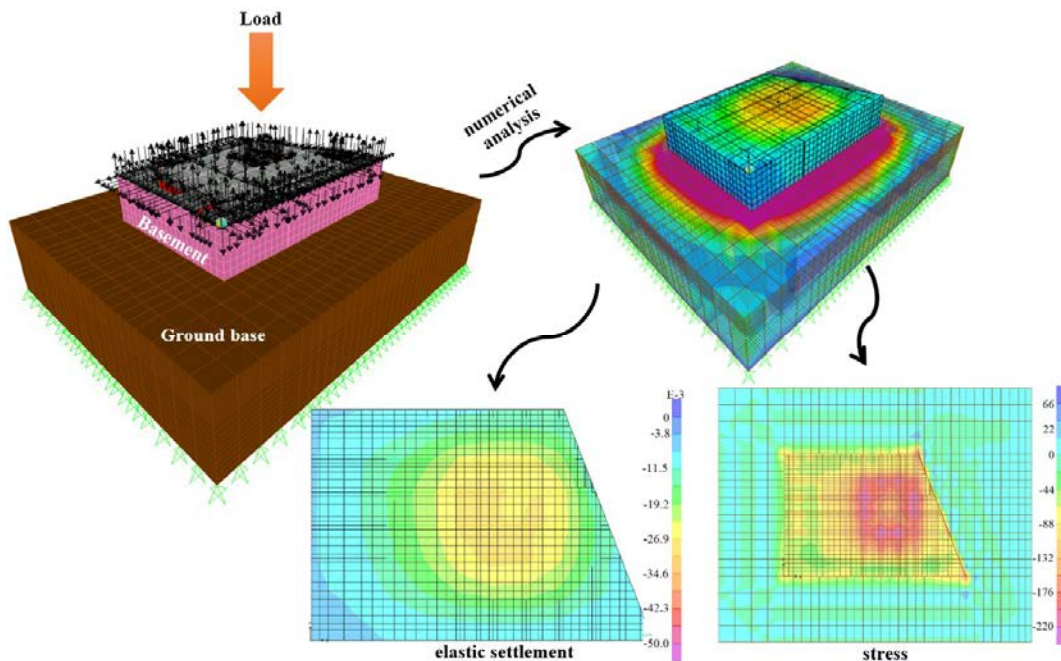 Load
numerical
analysis
Basement
Ground base
E-3
0
-3.8
-11.5
-19.2
-26.9
-34.6
-42.3
-50.0
elastic settlement
66
22
0
-44
-88
-132
-176
-220
stress